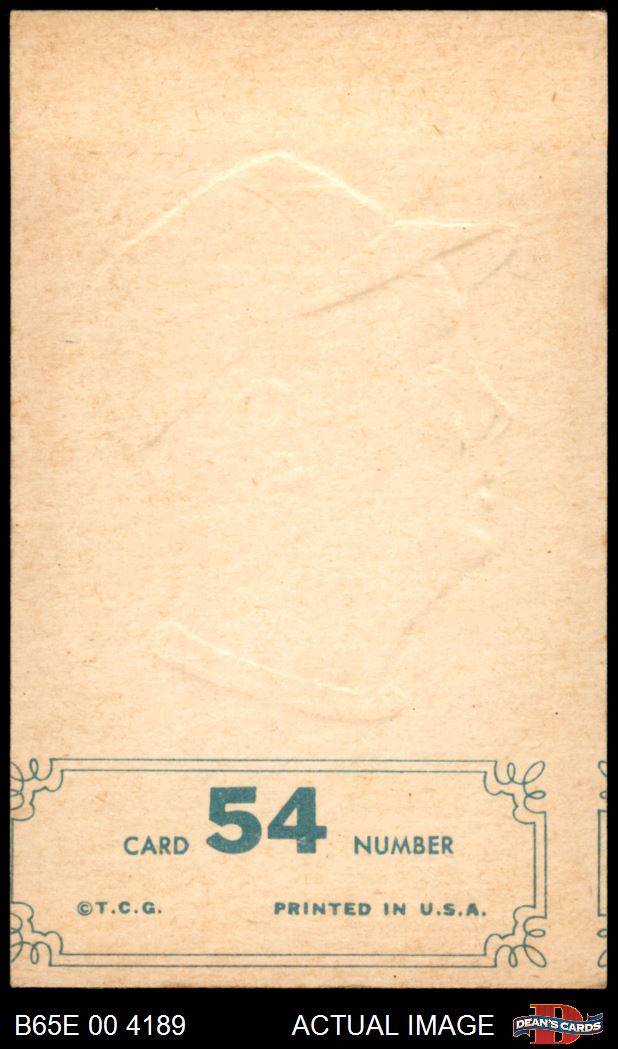 CARD 54 NUMBER
©T.C.G. PRINTED IN U.S.A.
B65E 00 4189 ACTUAL IMAGE DEAN'S CARDS